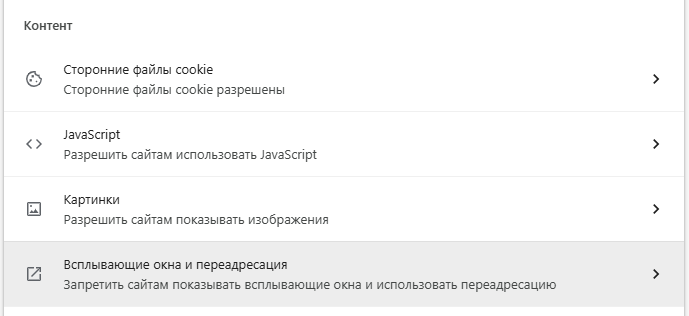 Контент
Сторонние файлы cookie
Сторонние файлы cookie разрешены
JavaScript
Разрешить сайтам использовать JavaScript
Картинки
Разрешить сайтам показывать изображения
Всплывающие окна и переадресация
Запретить сайтам показывать всплывающие окна и использовать переадресацию